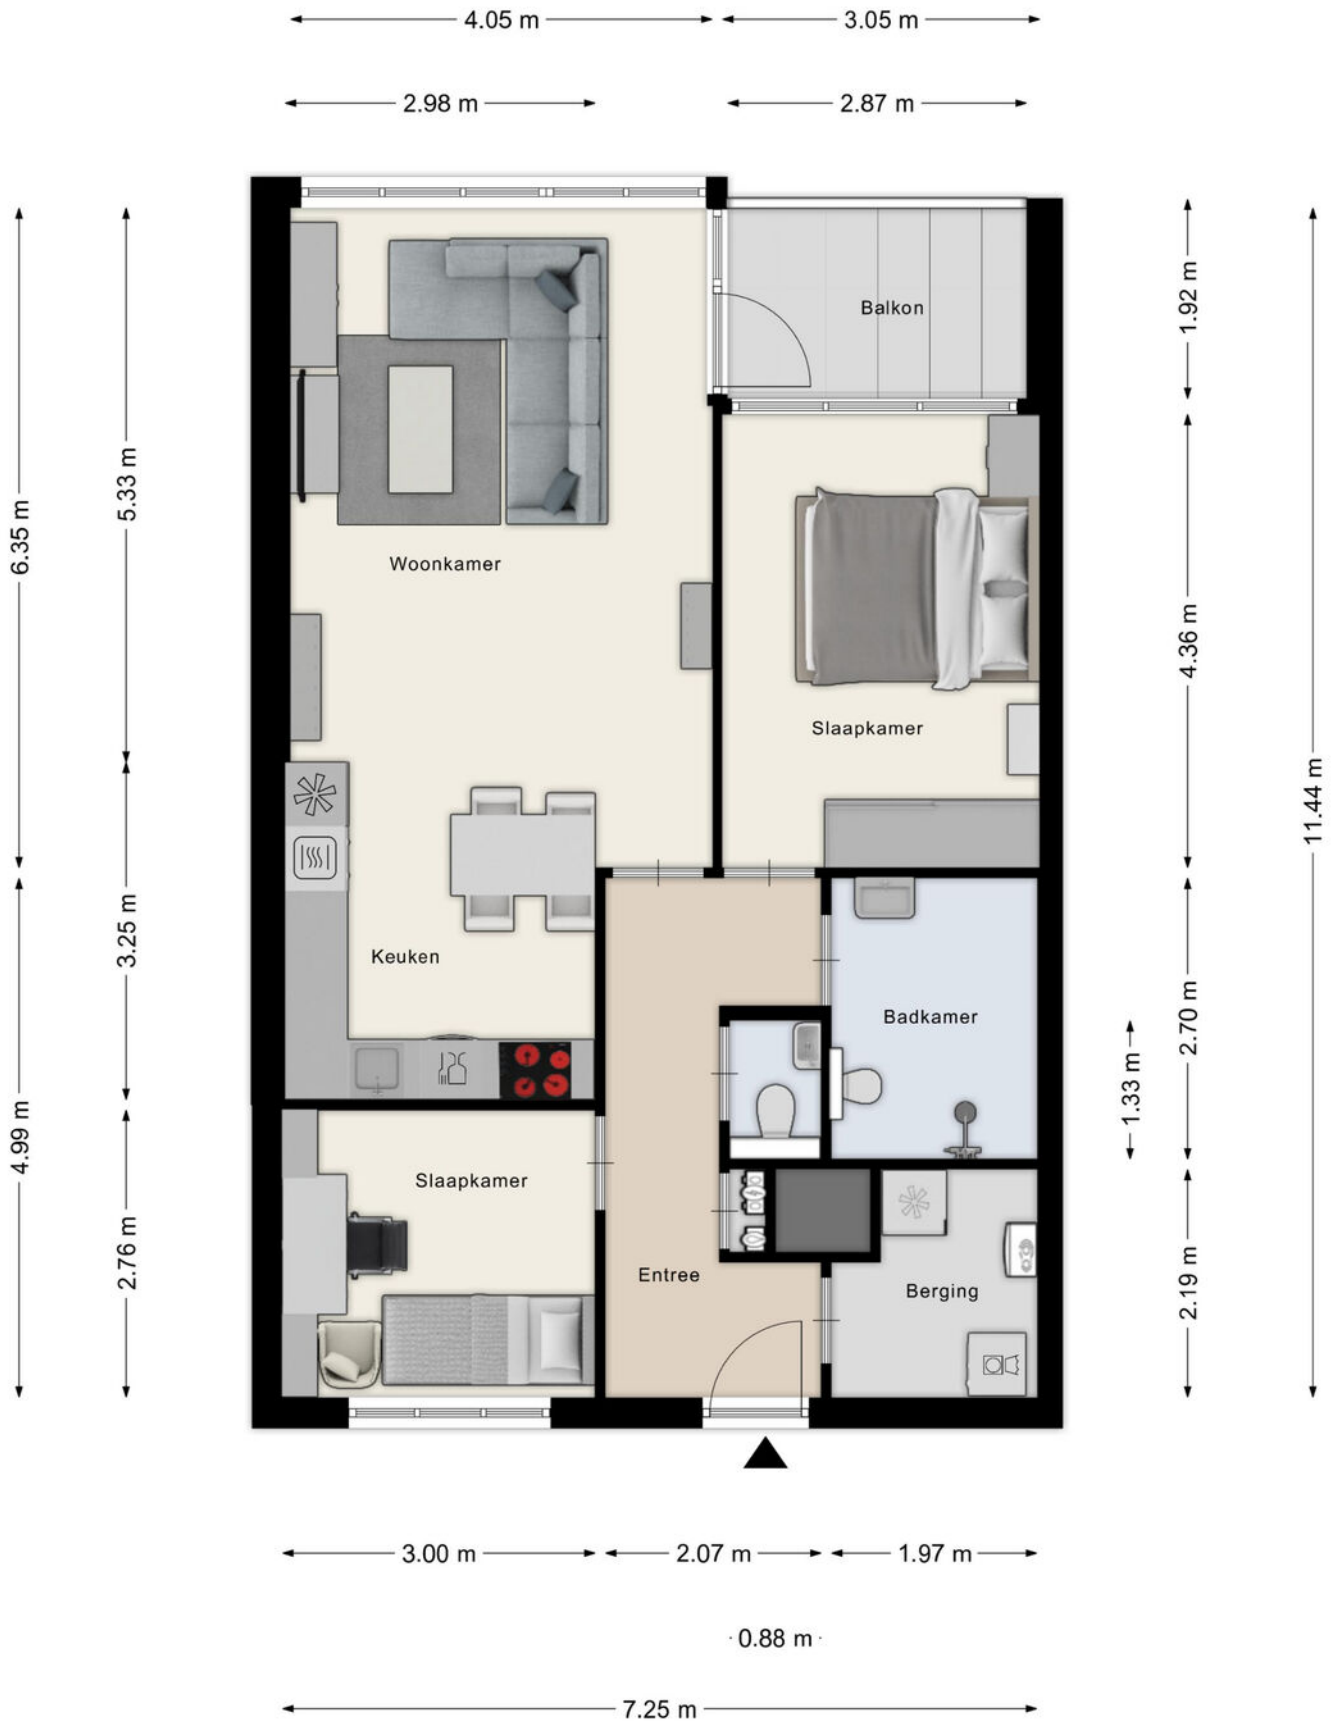 4.05 m
3.05 m
2.98 m
2.87 m
Balkon
1.92 m
5.33 m
6.35 m
Woonkamer
4.36 m
Slaapkamer
11.44 m
3.25 m
Keuken
Badkamer
2.70 m
1.33 m
4.99 m
Slaapkamer
2.76 m
Entree
Berging
2.19 m
3.00 m
2.07 m
1.97 m
0.88 m
7.25 m